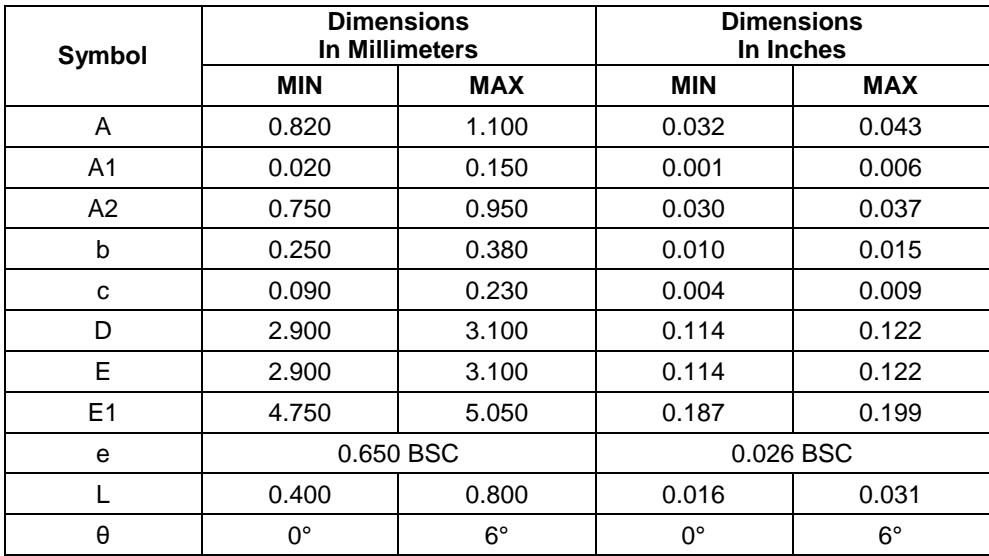 Symbol Dimensions In Millimeters Dimensions In Inches
MIN MAX MIN MAX
A 0.820 1.100 0.032 0.043
A1 0.020 0.150 0.001 0.006
A2 0.750 0.950 0.030 0.037
b 0.250 0.380 0.010 0.015
c 0.090 0.230 0.004 0.009
D 2.900 3.100 0.114 0.122
E 2.900 3.100 0.114 0.122
E1 4.750 5.050 0.187 0.199
e 0.650 BSC 0.026 BSC
L 0.400 0.800 0.016 0.031
θ 0° 6° 0° 6°